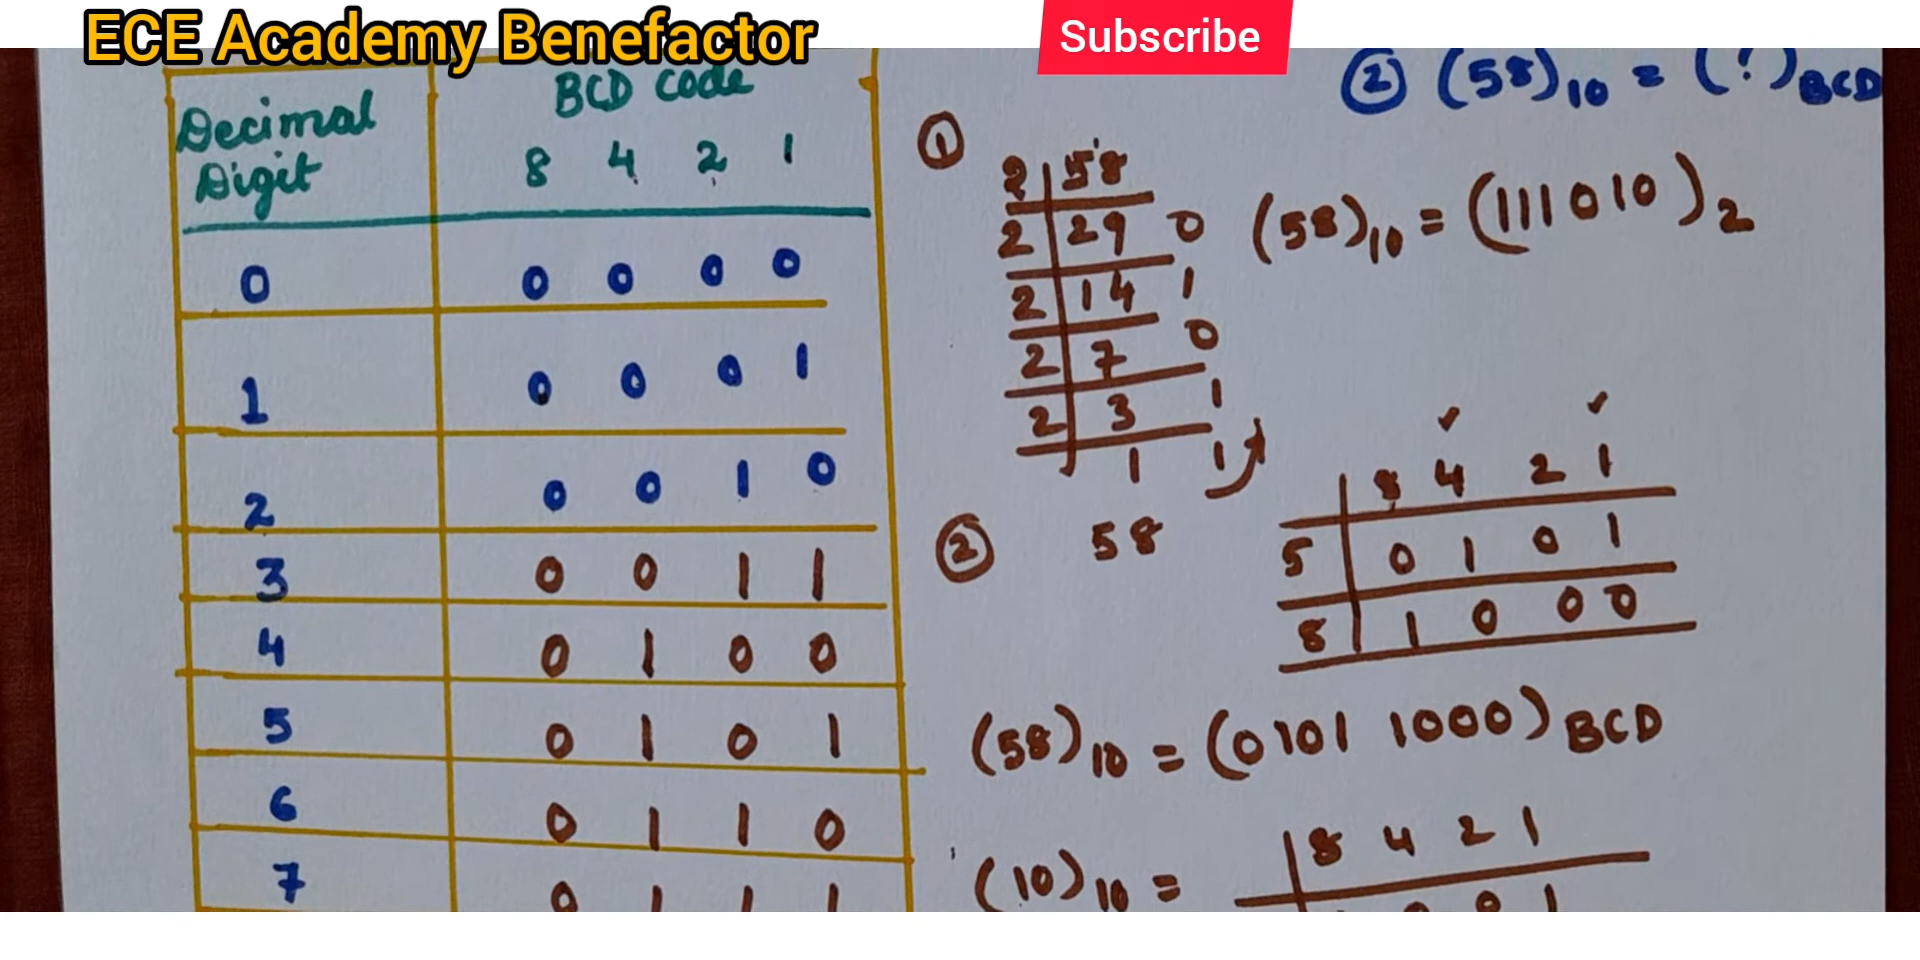 ECE Academy Benefactor
Subscribe
Decimal Digit BCD code
8 4 2 1
0 0 0 0 0
1 0 0 0 1
2 0 0 1 0
3 0 0 1 1
4 0 1 0 0
5 0 1 0 1
6 0 1 1 0
7 0 1 1 1
② (58)10 = (?)BCD
①
2 58
2 29 0
2 14 1
2 7 0
2 3 1
1 1
(58)10 = (111010)2
② 58
8 4 2 1
5 0 1 0 1
8 1 0 0 0
(58)10 = (0101 1000) BCD
(10)10 =
8 4 2 1